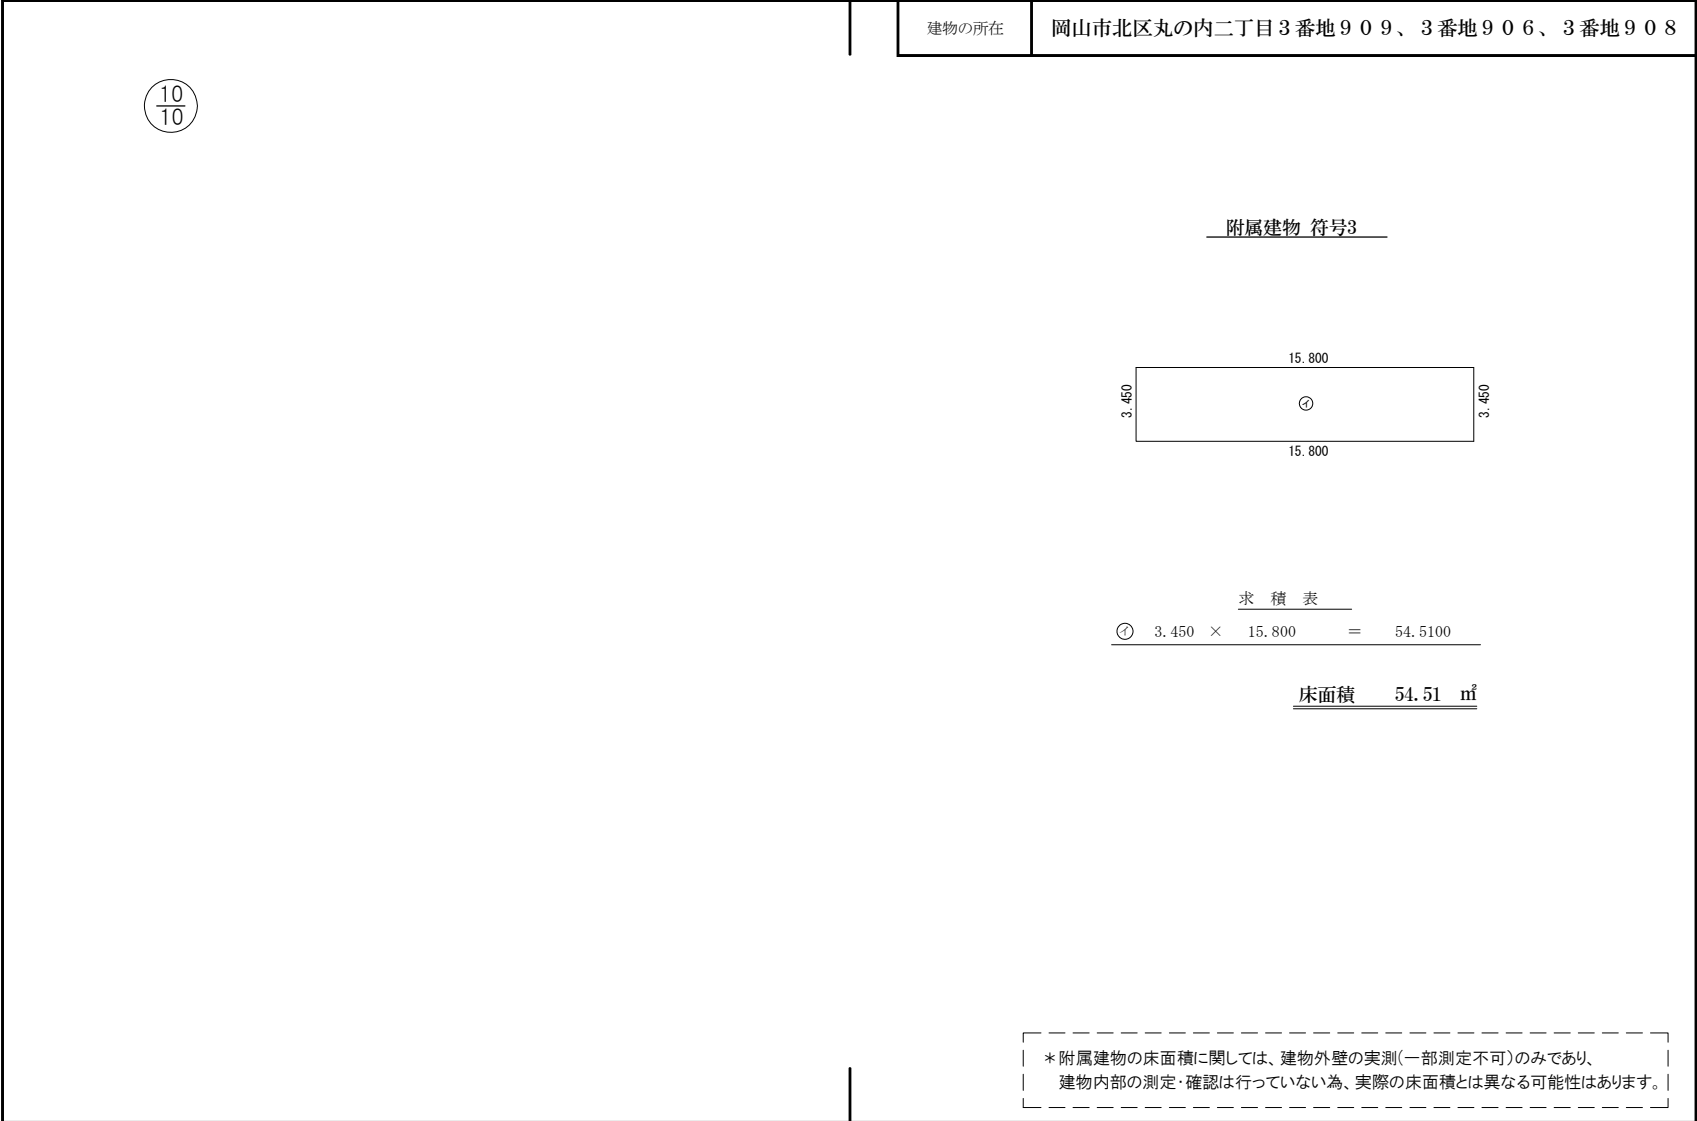 建物の所在 岡山市北区丸の内二丁目3番地909、3番地906、3番地908
10
10
附属建物 符号3
15.800
3.450
㋑
3.450
15.800
求 積 表
㋑ 3.450 × 15.800 = 54.5100
床面積 54.51 ㎡
＊附属建物の床面積に関しては、建物外壁の実測(一部測定不可)のみであり、
建物内部の測定・確認は行っていない為、実際の床面積とは異なる可能性はあります。